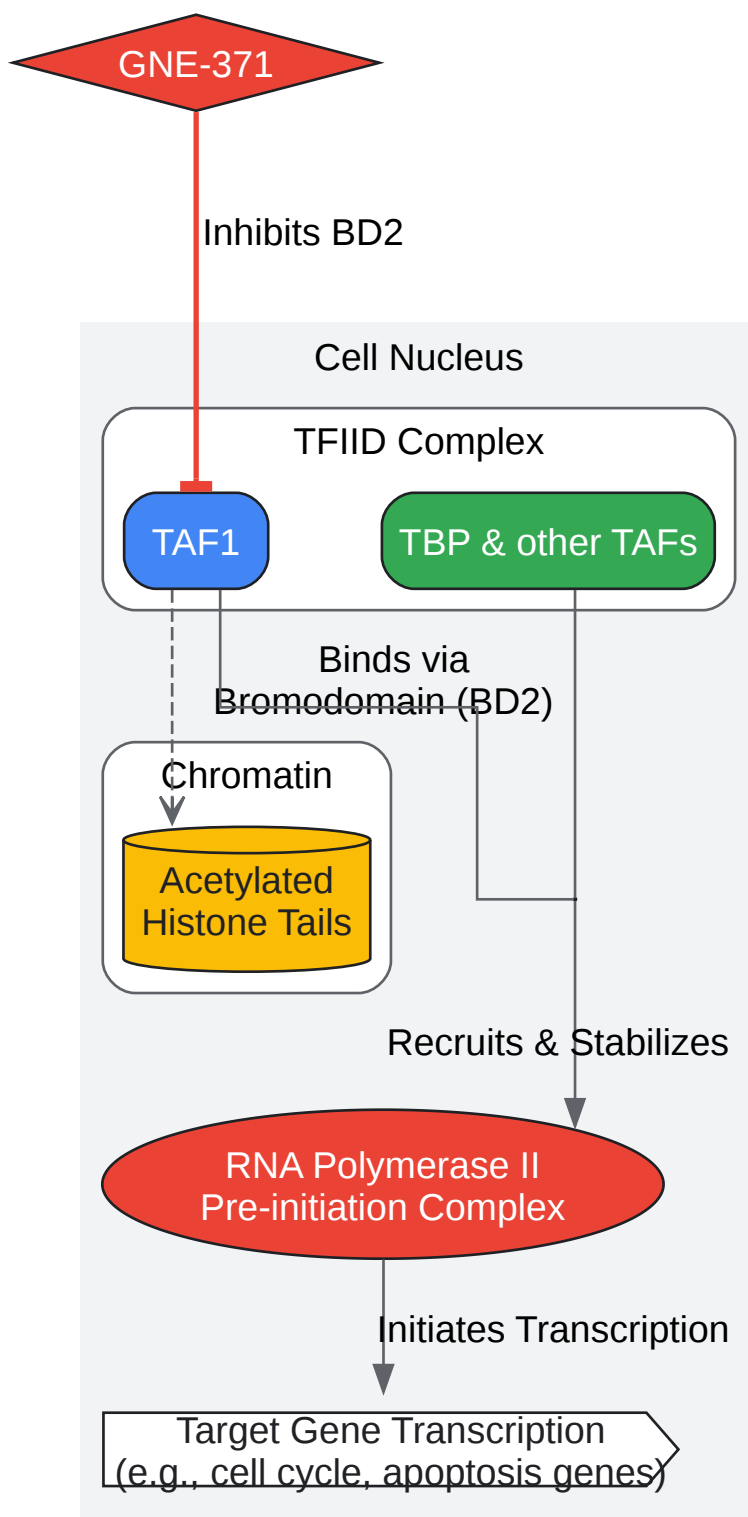 GNE-371
Inhibits BD2
Cell Nucleus
TFIID Complex
TAF1
TBP & other TAFs
Binds via
Bromodomain (BD2)
Chromatin
Acetylated
Histone Tails
Recruits & Stabilizes
RNA Polymerase II
Pre-initiation Complex
Initiates Transcription
Target Gene Transcription
(e.g., cell cycle, apoptosis genes)